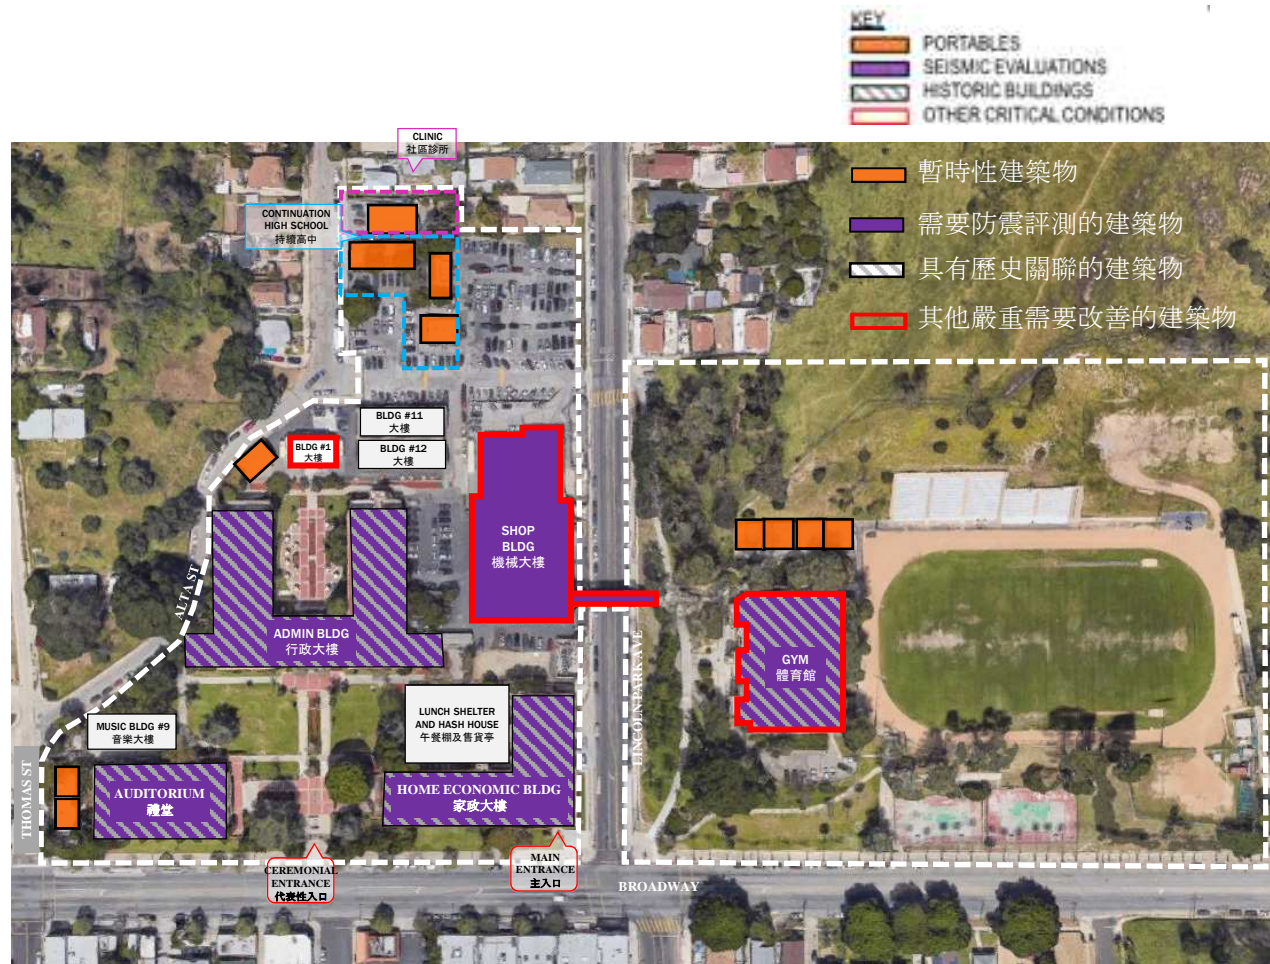 KEY
PORTABLES
SEISMIC EVALUATIONS
HISTORIC BUILDINGS
OTHER CRITICAL CONDITIONS
暫時性建築物
需要防震評測的建築物
具有歷史關聯的建築物
其他嚴重需要改善的建築物
CLINIC
社區診所
CONTINUATION
HIGH SCHOOL
持續高中
BLDG #11
大樓
BLDG #1
大樓
BLDG #12
大樓
SHOP
BLDG
機械大樓
ALTA ST
ADMIN BLDG
行政大樓
GYM
體育館
LINCOLN PARK AVE
LUNCH SHELTER
AND HASH HOUSE
午餐棚及售貨亭
MUSIC BLDG #9
音樂大樓
THOMAS ST
AUDITORIUM
禮堂
HOME ECONOMIC BLDG
家政大樓
CEREMONIAL
ENTRANCE
代表性入口
MAIN
ENTRANCE
主入口
BROADWAY